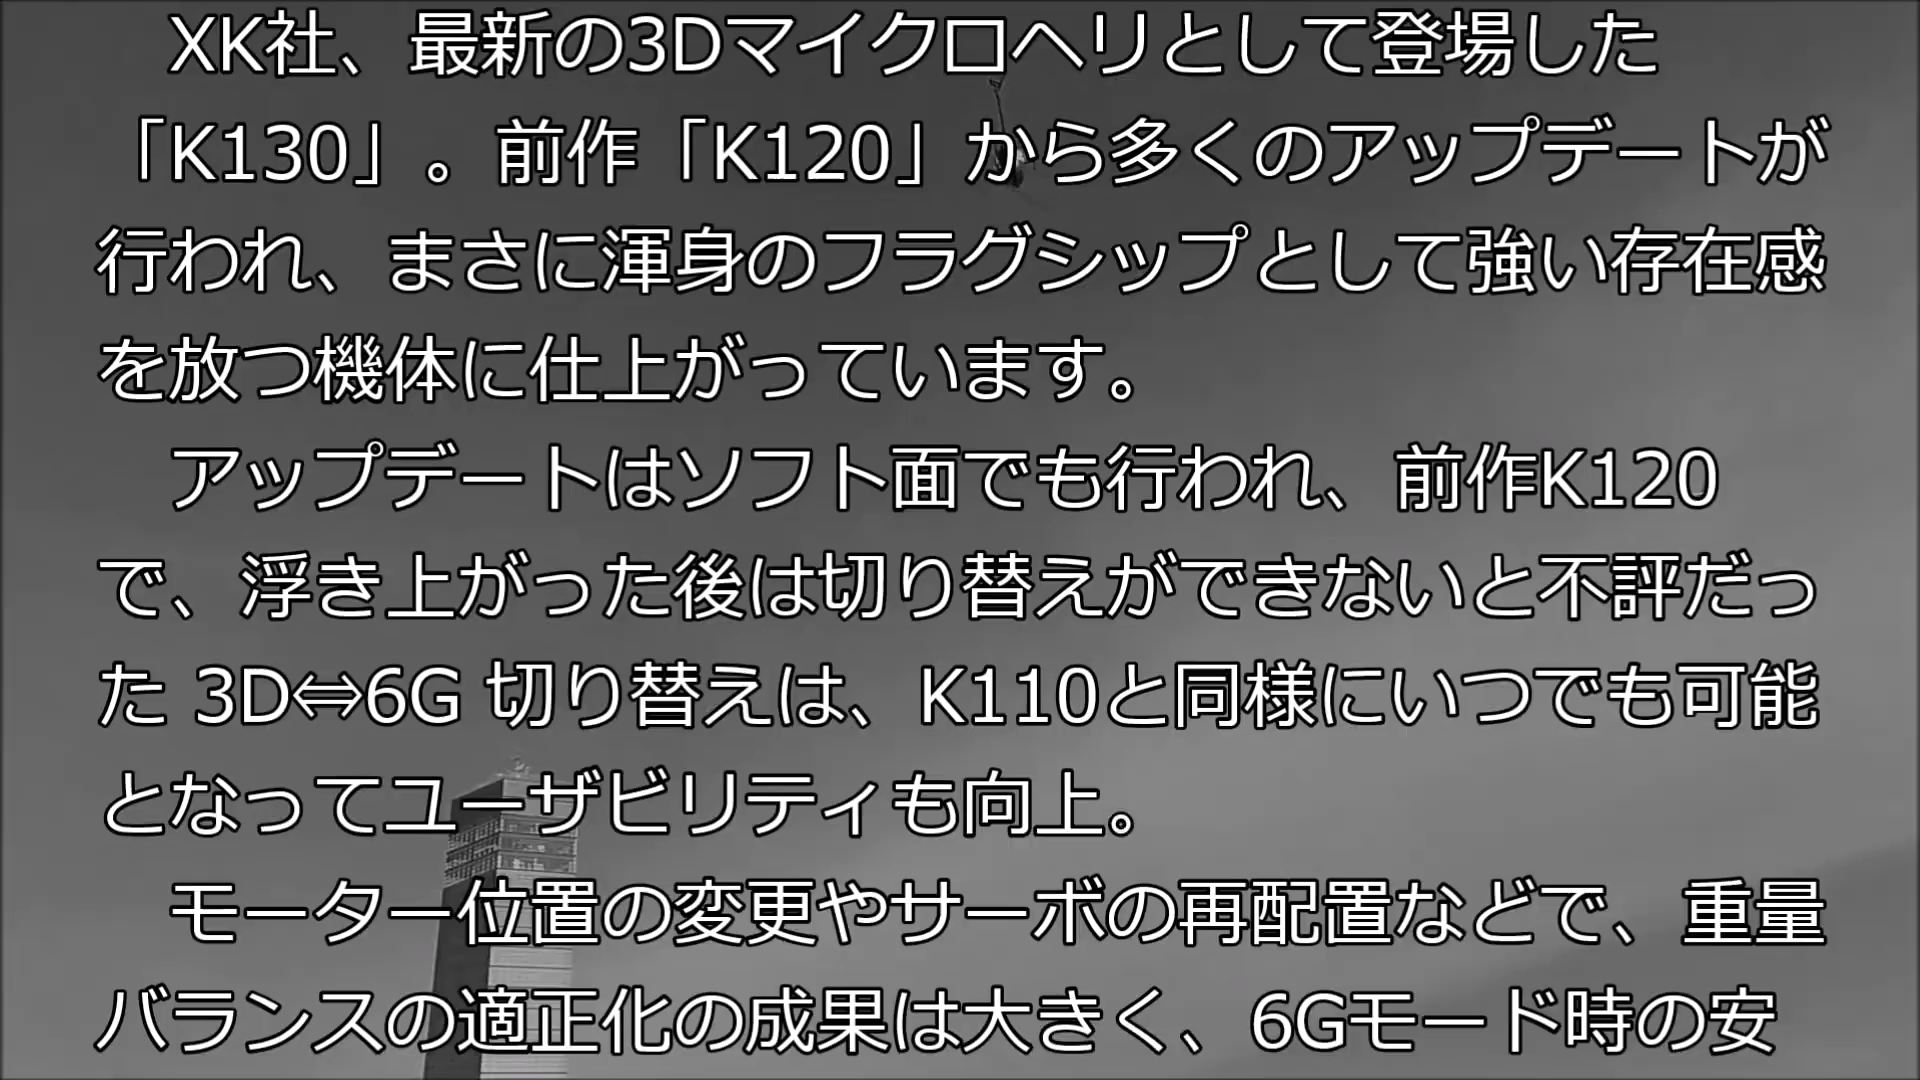 XK社、最新の3Dマイクロヘリとして登場した
「K130」。前作「K120」から多くのアップデートが
行われ、まさに渾身のフラグシップとして強い存在感
を放つ機体に仕上がっています。
アップデートはソフト面でも行われ、前作K120
で、浮き上がった後は切り替えができないと不評だっ
た 3D⇔6G 切り替えは、K110と同様にいつでも可能
となってユーザビリティも向上。
モーター位置の変更やサーボの再配置などで、重量
バランスの適正化の成果は大きく、6Gモード時の安